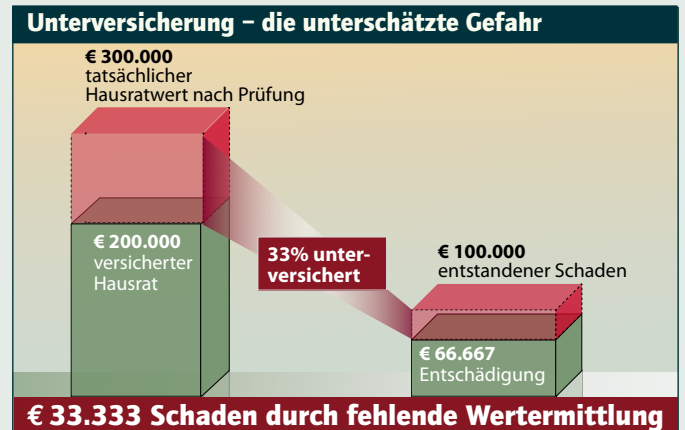 Unterversicherung – die unterschätzte Gefahr
€ 300.000
tatsächlicher
Hausratwert nach Prüfung
€ 200.000
versicherter
Hausrat
33% unter-
versichert
€ 100.000
entstandener Schaden
€ 66.667
Entschädigung
€ 33.333 Schaden durch fehlende Wertermittlung